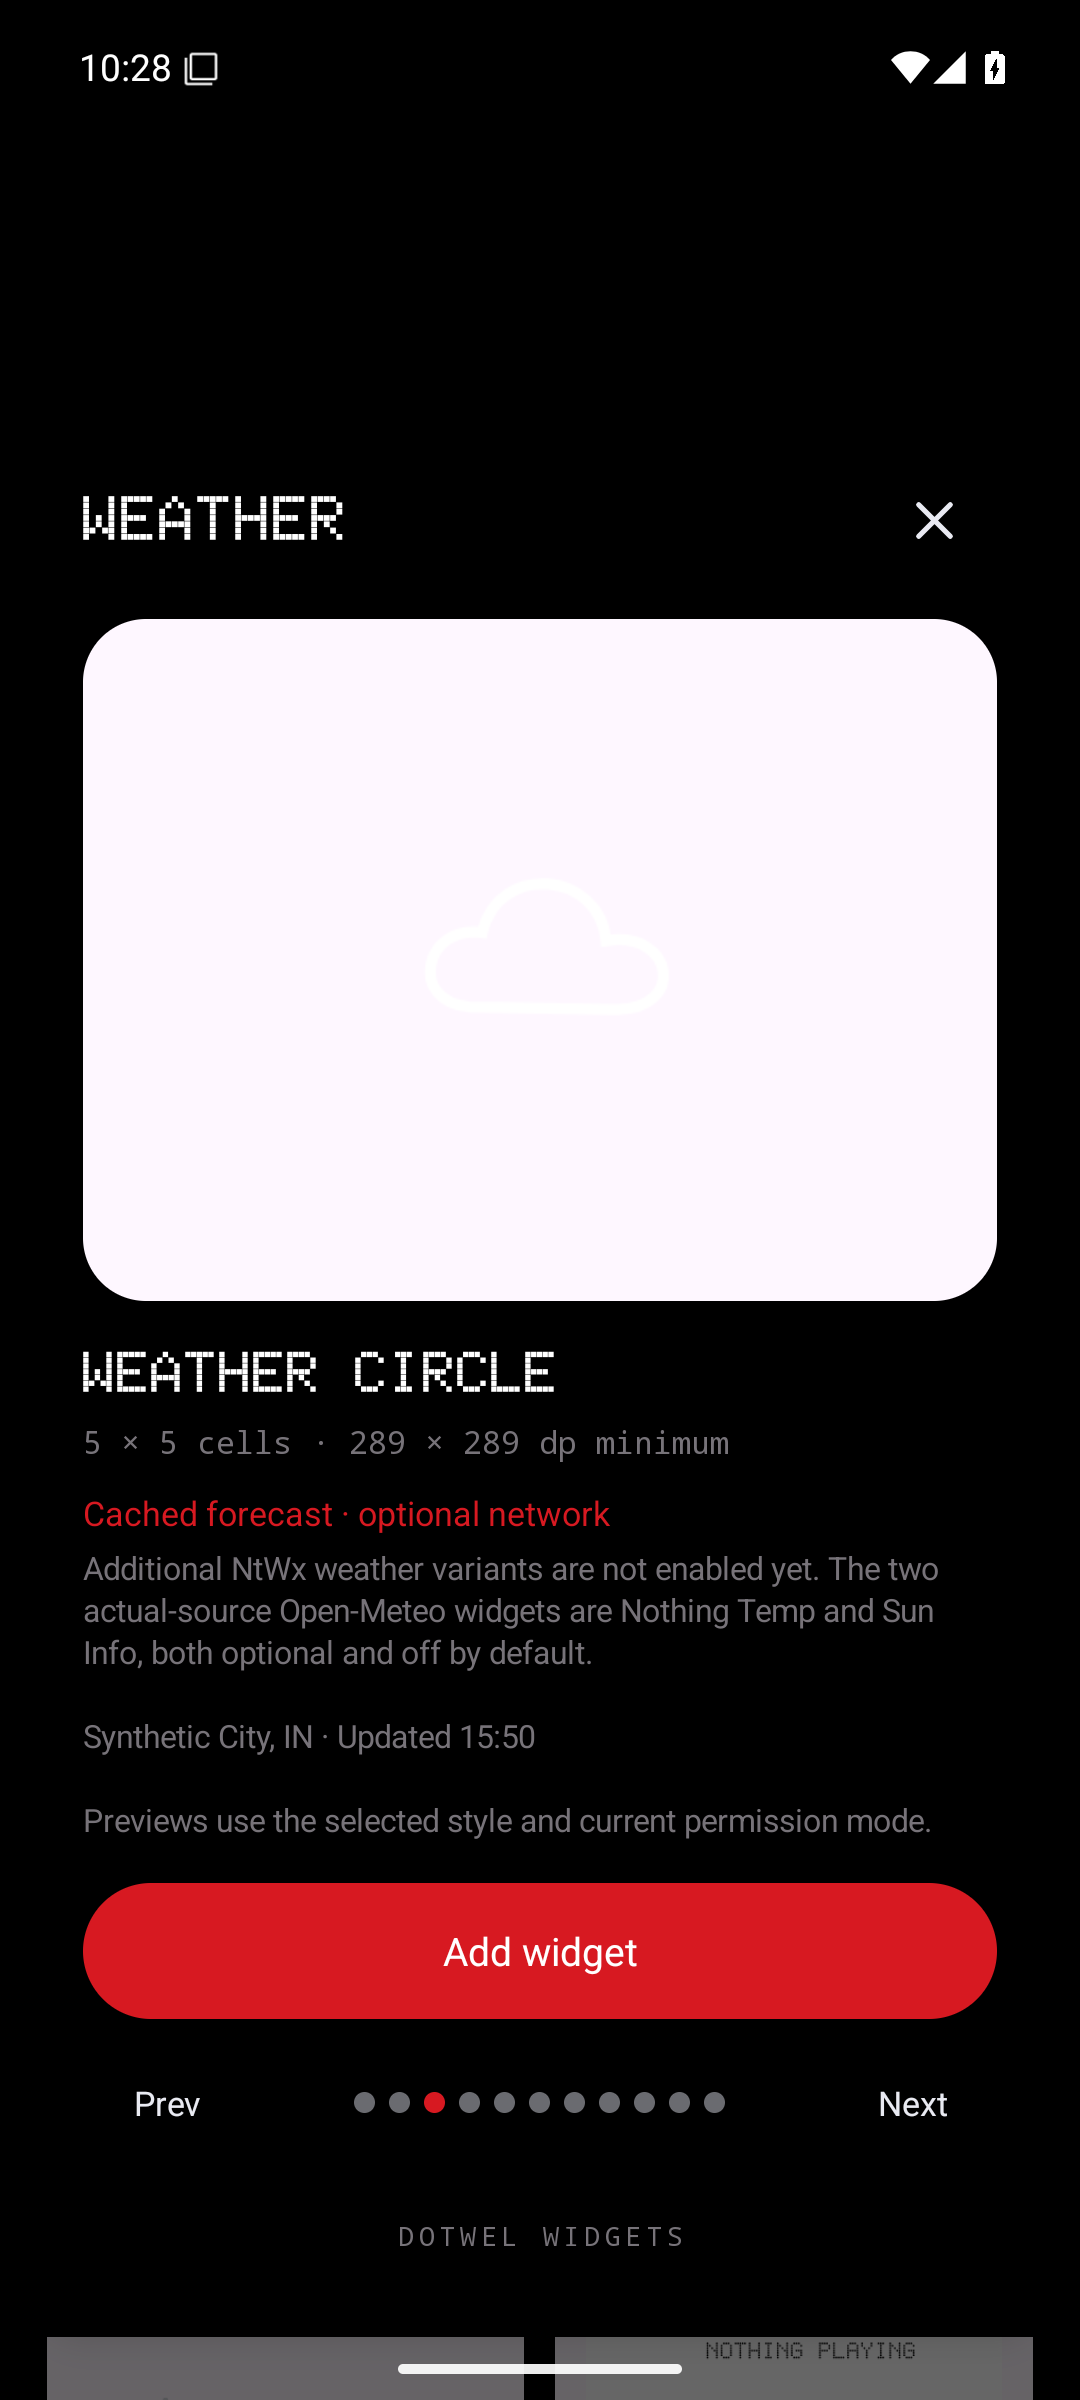 10:28
WEATHER
WEATHER CIRCLE
5 × 5 cells · 289 × 289 dp minimum
Cached forecast · optional network
Additional NtWx weather variants are not enabled yet. The two
actual-source Open-Meteo widgets are Nothing Temp and Sun
Info, both optional and off by default.
Synthetic City, IN · Updated 15:50
Previews use the selected style and current permission mode.
Add widget
Prev
Next
DOTWEL WIDGETS
NOTHING PLAYING